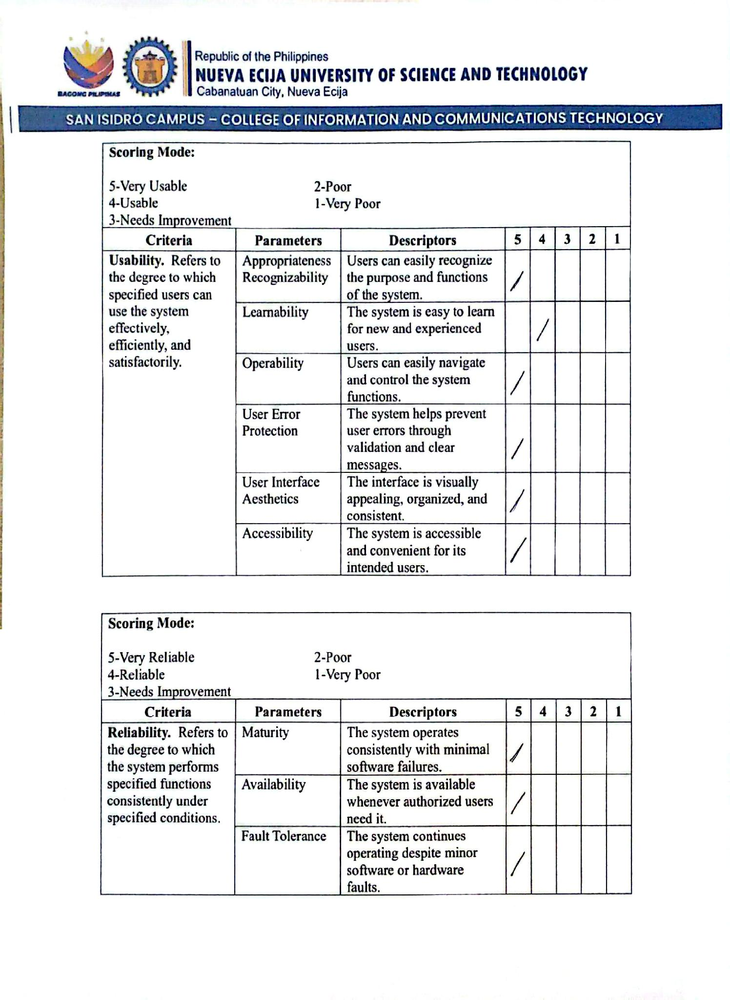 BAGONG PILIPINAS
Republic of the Philippines
NUEVA ECIJA UNIVERSITY OF SCIENCE AND TECHNOLOGY
Cabanatuan City, Nueva Ecija
SAN ISIDRO CAMPUS – COLLEGE OF INFORMATION AND COMMUNICATIONS TECHNOLOGY
Scoring Mode:
5-Very Usable 2-Poor
4-Usable 1-Very Poor
3-Needs Improvement
Criteria Parameters Descriptors 5 4 3 2 1
Usability. Refers to
the degree to which
specified users can
use the system
effectively,
efficiently, and
satisfactorily.
Appropriateness
Recognizability
Users can easily recognize
the purpose and functions
of the system.
/
Learnability
The system is easy to learn
for new and experienced
users.
/
Operability
Users can easily navigate
and control the system
functions.
/
User Error
Protection
The system helps prevent
user errors through
validation and clear
messages.
/
User Interface
Aesthetics
The interface is visually
appealing, organized, and
consistent.
/
Accessibility
The system is accessible
and convenient for its
intended users.
/
Scoring Mode:
5-Very Reliable 2-Poor
4-Reliable 1-Very Poor
3-Needs Improvement
Criteria Parameters Descriptors 5 4 3 2 1
Reliability. Refers to
the degree to which
the system performs
specified functions
consistently under
specified conditions.
Maturity
The system operates
consistently with minimal
software failures.
/
Availability
The system is available
whenever authorized users
need it.
/
Fault Tolerance
The system continues
operating despite minor
software or hardware
faults.
/